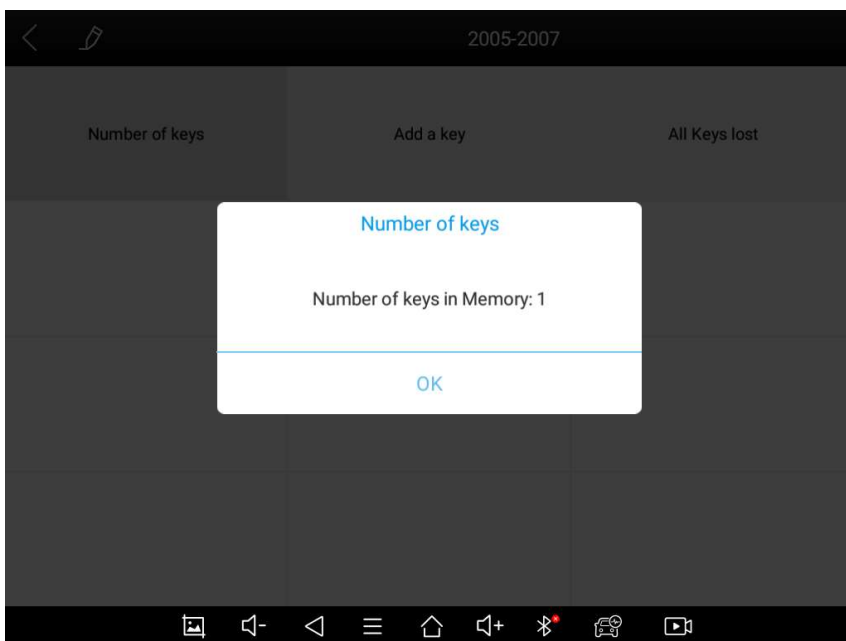 2005-2007
Number of keys
Add a key
All Keys lost
Number of keys
Number of keys in Memory: 1
OK